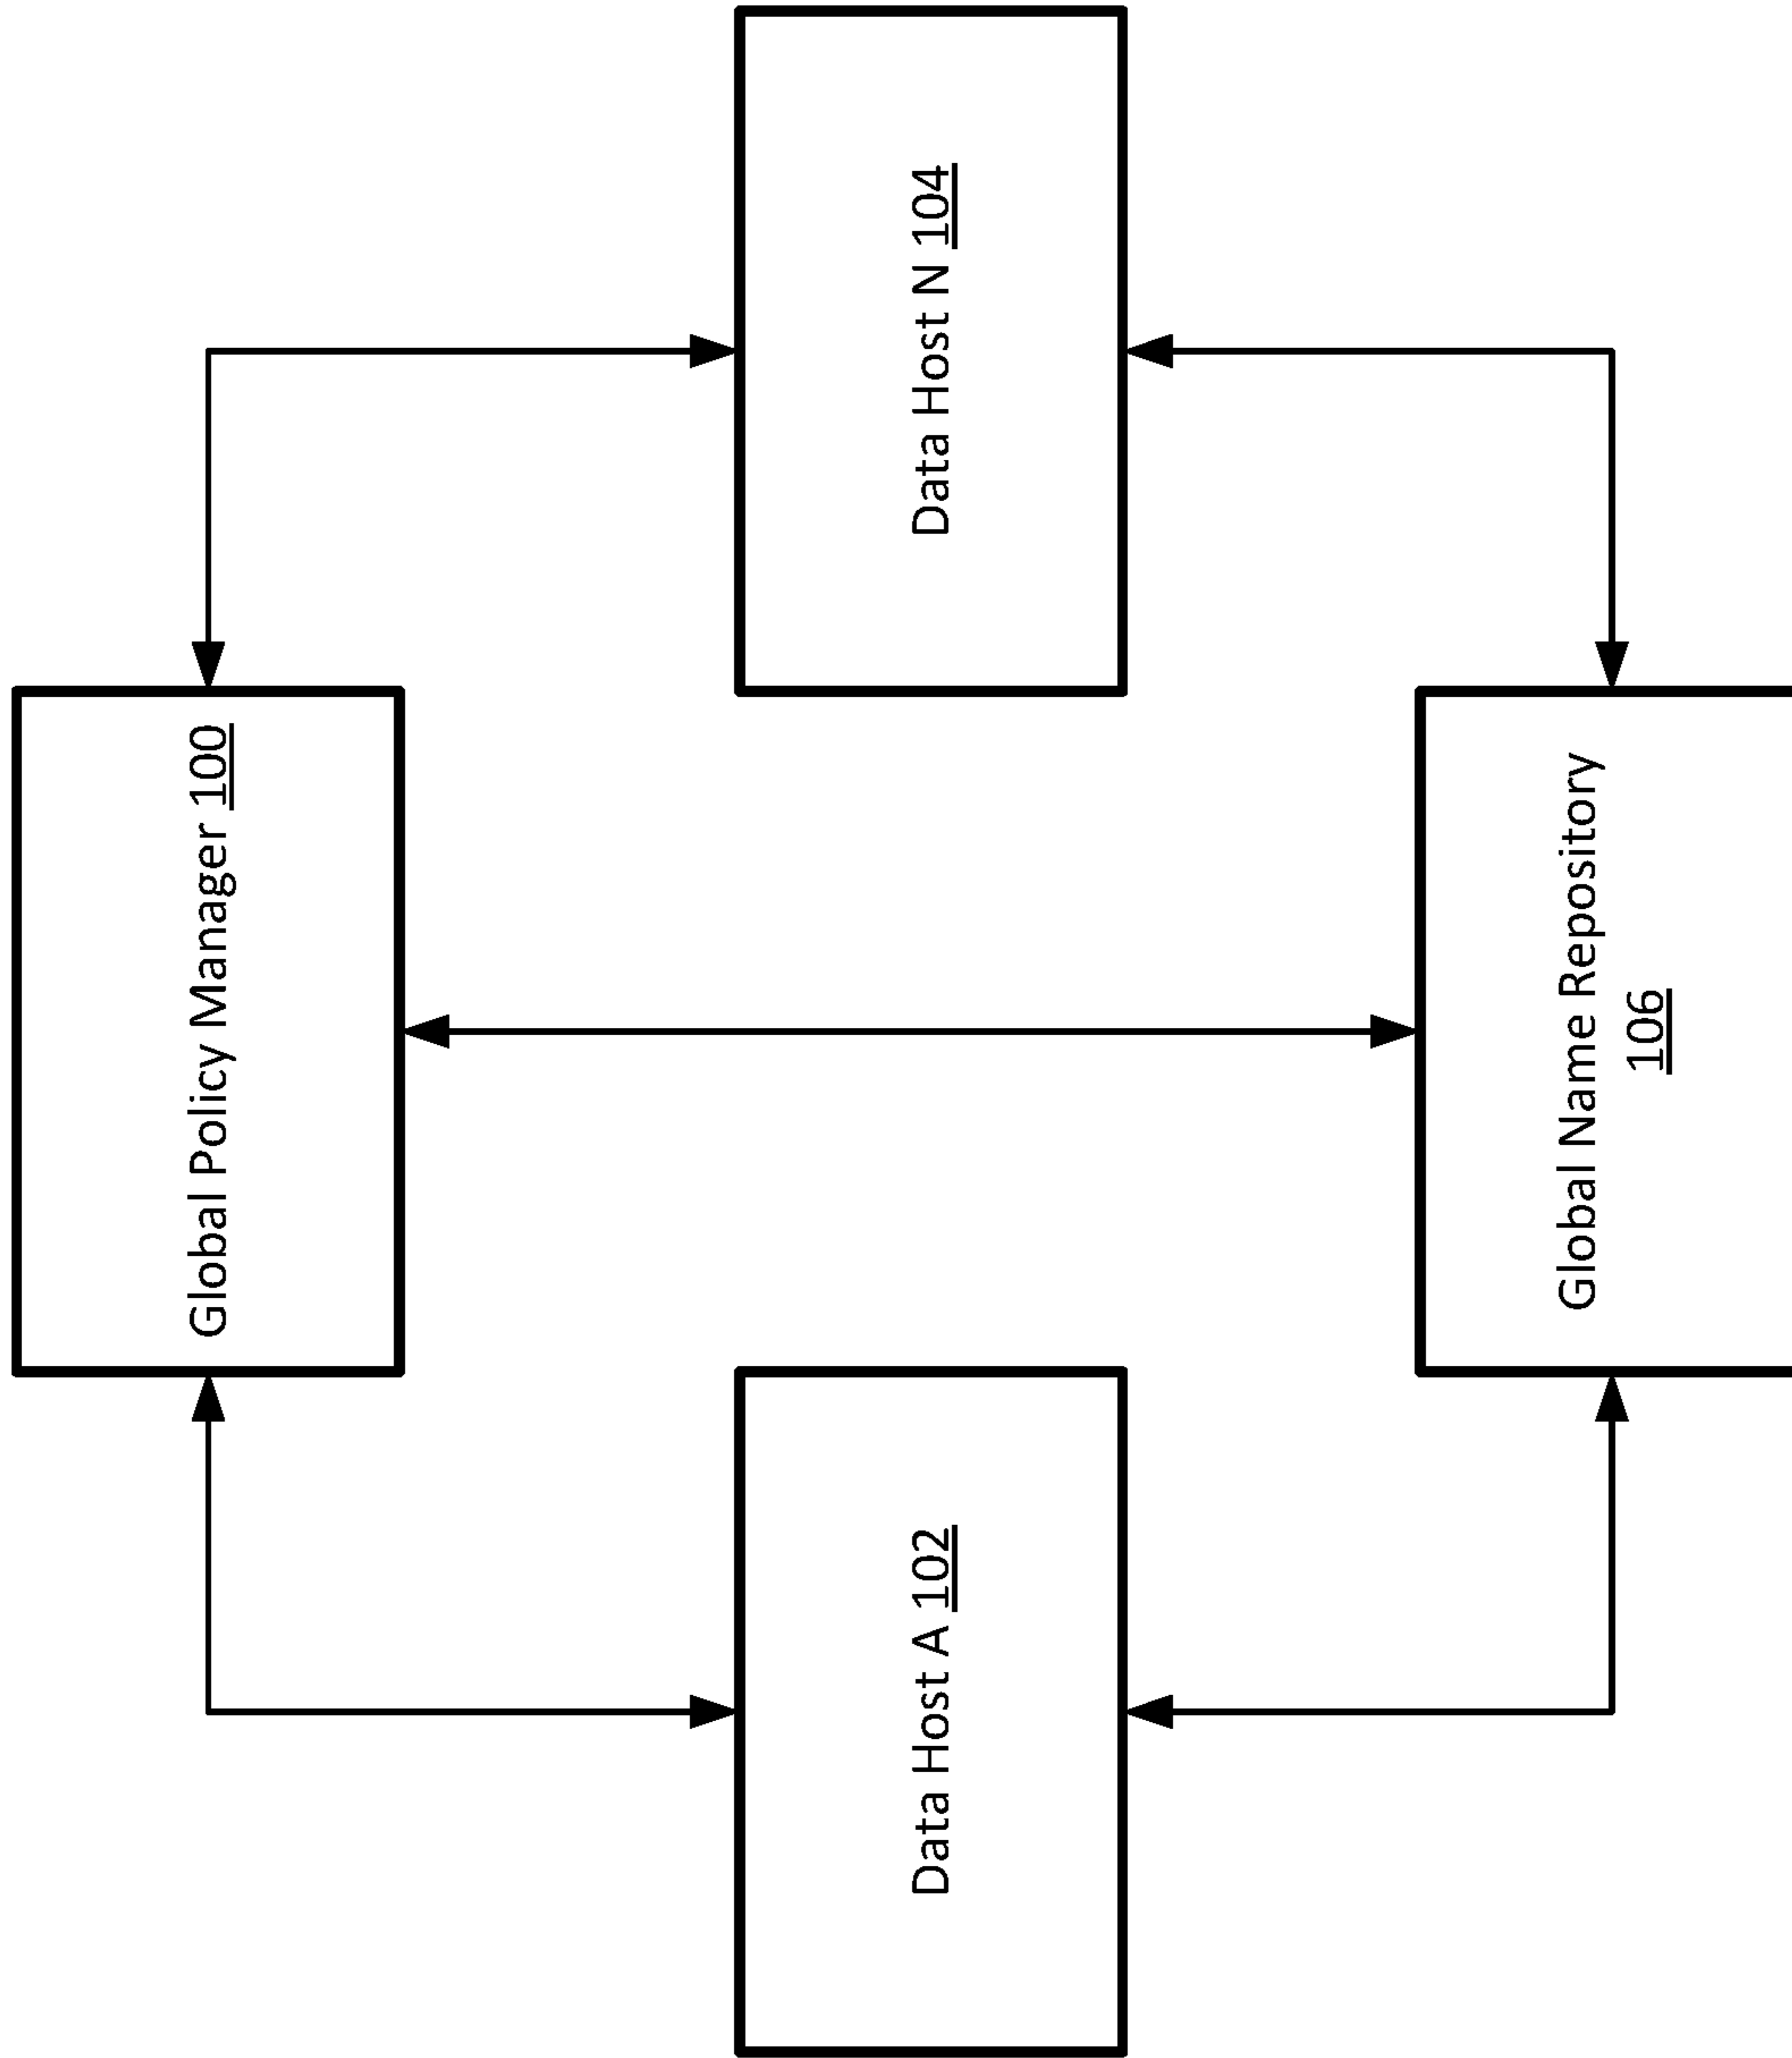 Global Policy Manager 100
Data Host A 102
Data Host N 104
Global Name Repository
106